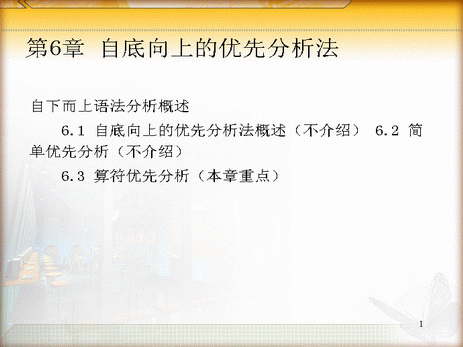 第6章 自底向上的优先分析法
自下而上语法分析概述
6.1 自底向上的优先分析法概述（不介绍） 6.2 简
单优先分析（不介绍）
6.3 算符优先分析（本章重点）
1